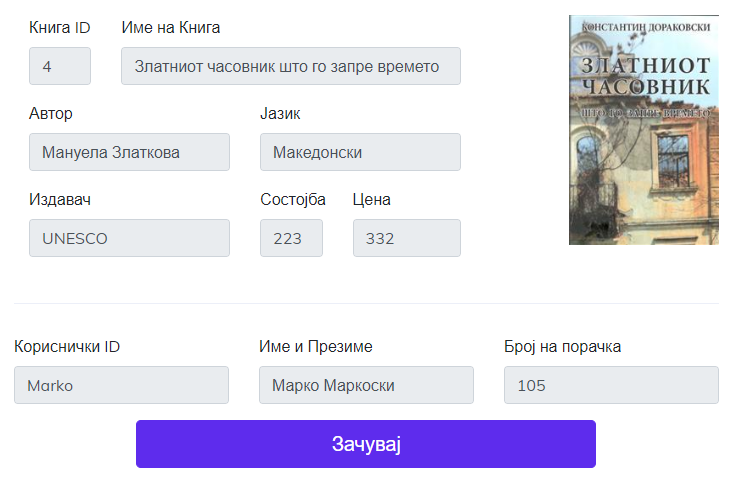 Книга ID Име на Книга
4 Златниот часовник што го запре времето
Автор Јазик
Мануела Златкова Македонски
Издавач Состојба Цена
UNESCO 223 332
КОНСТАНТИН ДОРАКОВСКИ
ЗЛАТНИОТ
ЧАСОВНИК
ШТО ГО ЗАПРЕ ВРЕМЕТО
Кориснички ID Име и Презиме Број на порачка
Marko Марко Маркоски 105
Зачувај